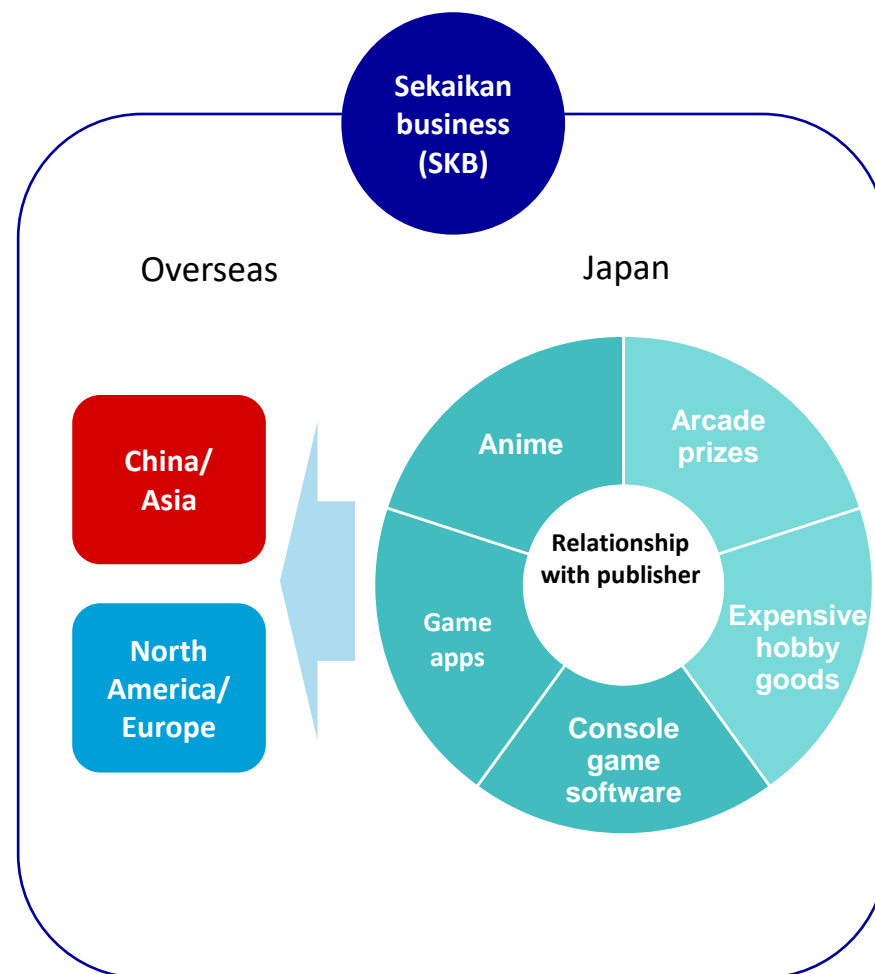 Sekaikan
business
(SKB)
Overseas
Japan
China/
Asia
North
America/
Europe
Anime
Arcade
prizes
Relationship
with publisher
Game
apps
Expensive
hobby
goods
Console
game
software